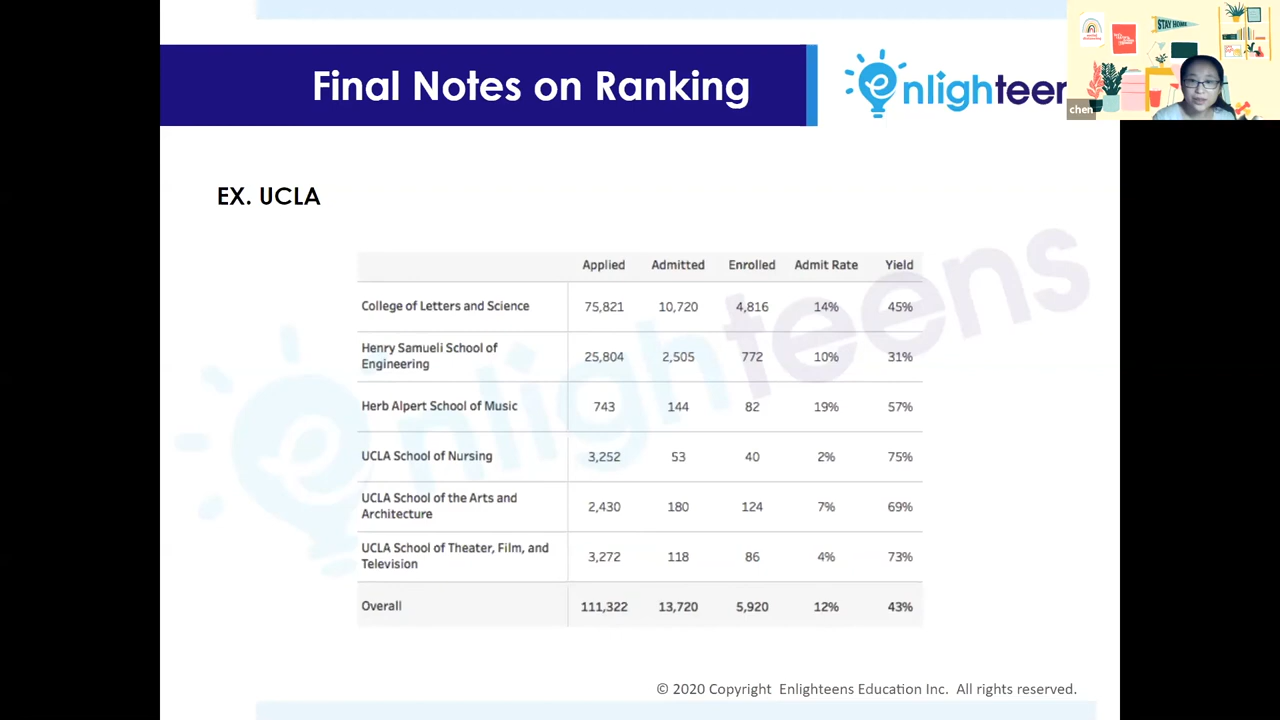 Final Notes on Ranking
enlighteen
STAY HOME
chen
EX. UCLA
Applied Admitted Enrolled Admit Rate Yield
College of Letters and Science 75,821 10,720 4,816 14% 45%
Henry Samueli School of
Engineering 25,804 2,505 772 10% 31%
Herb Alpert School of Music 743 144 82 19% 57%
UCLA School of Nursing 3,252 53 40 2% 75%
UCLA School of the Arts and
Architecture 2,430 180 124 7% 69%
UCLA School of Theater, Film, and
Television 3,272 118 86 4% 73%
Overall 111,322 13,720 5,920 12% 43%
enlighteens
© 2020 Copyright Enlighteens Education Inc. All rights reserved.